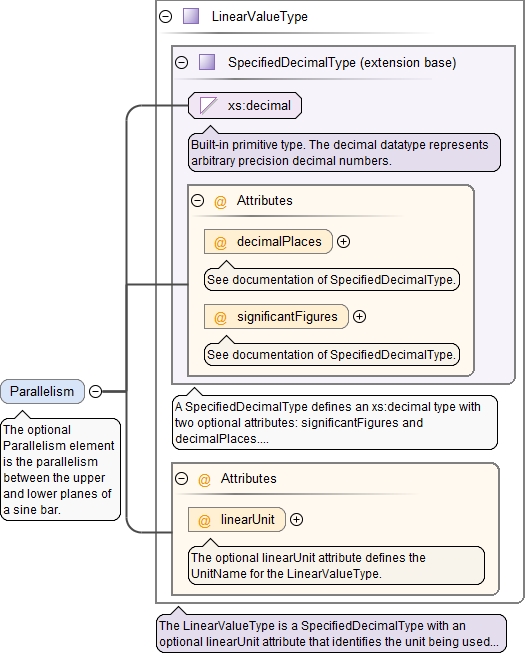 LinearValueType
SpecifiedDecimalType (extension base)
xs:decimal
Built-in primitive type. The decimal datatype represents
arbitrary precision decimal numbers.
@ Attributes
@ decimalPlaces
See documentation of SpecifiedDecimalType.
@ significantFigures
See documentation of SpecifiedDecimalType.
Parallelism
The optional
Parallelism element
is the parallelism
between the upper
and lower planes of
a sine bar.
A SpecifiedDecimalType defines an xs:decimal type with
two optional attributes: significantFigures and
decimalPlaces....
@ Attributes
@ linearUnit
The optional linearUnit attribute defines the
UnitName for the LinearValueType.
The LinearValueType is a SpecifiedDecimalType with an
optional linearUnit attribute that identifies the unit being used...